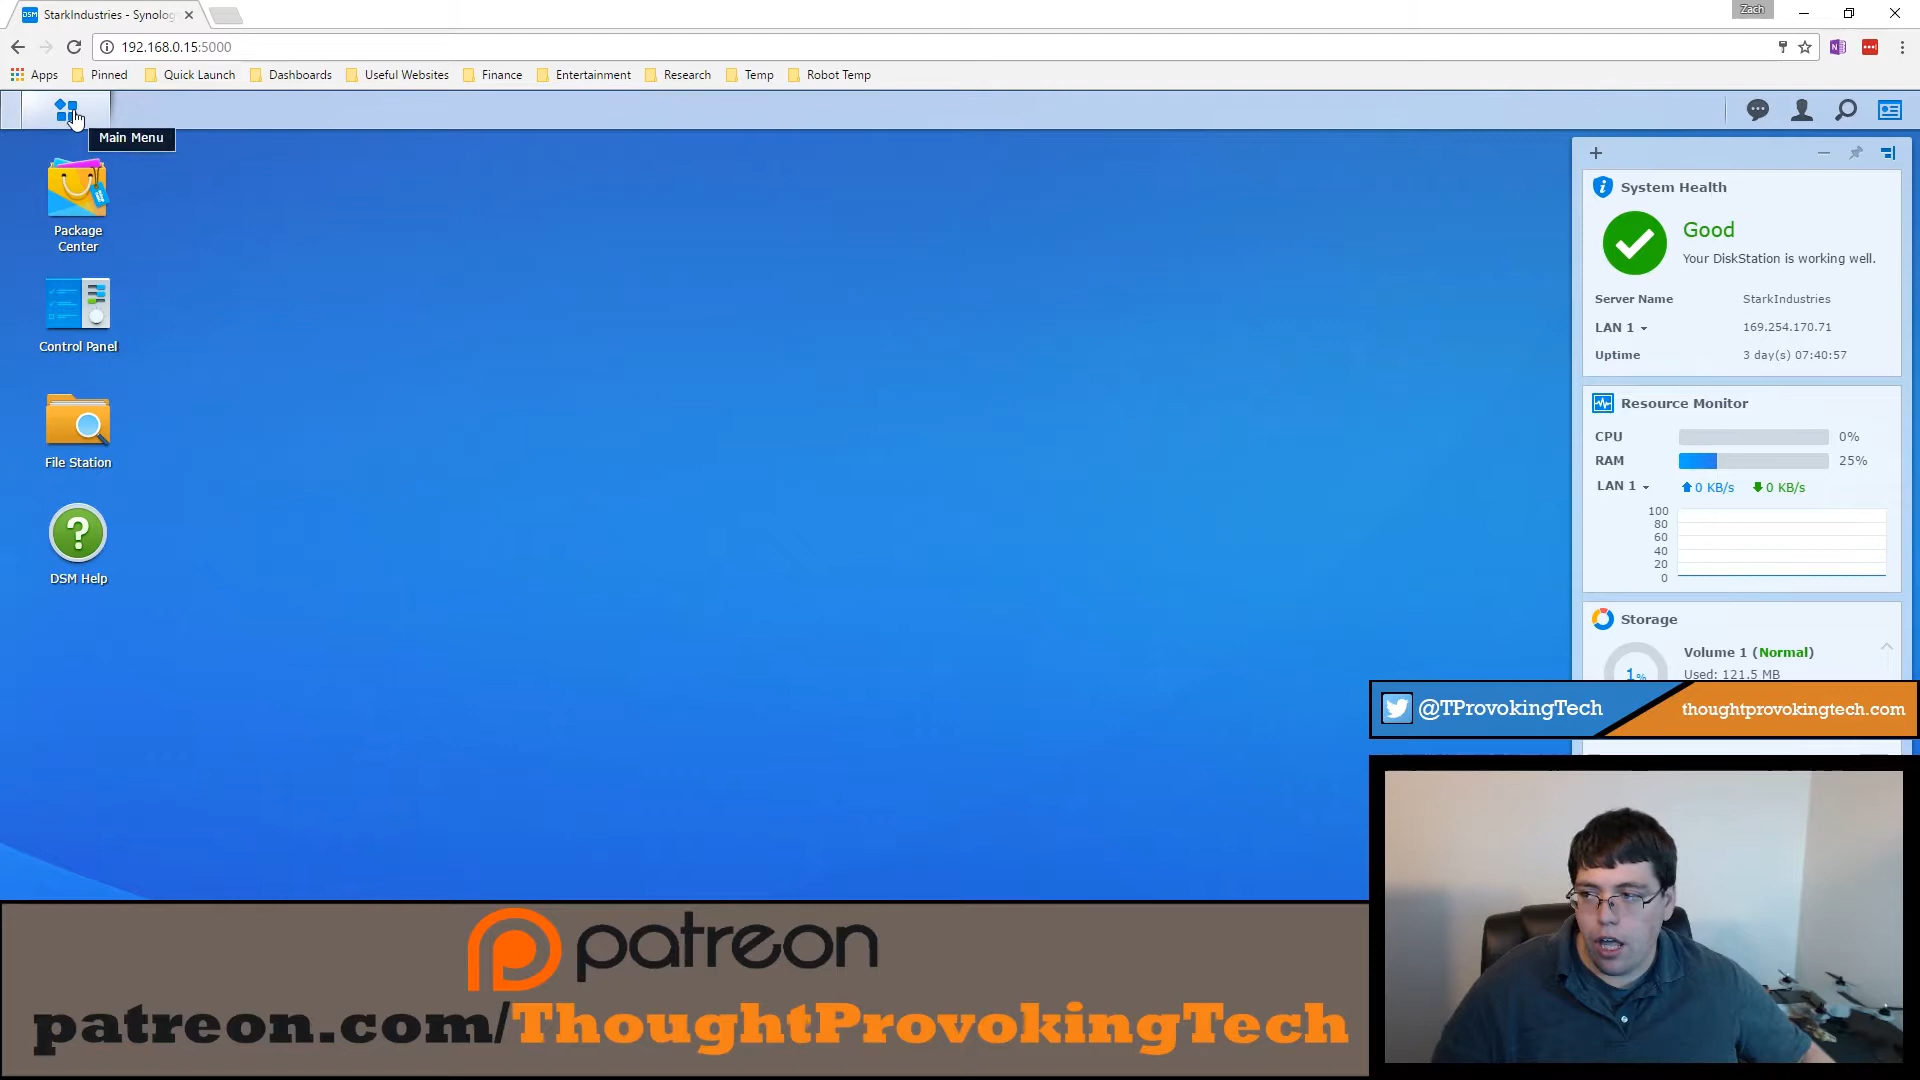 DSM StarkIndustries - Synolog
Zach
192.168.0.15:5000
Apps Pinned Quick Launch Dashboards Useful Websites Finance Entertainment Research Temp Robot Temp
Main Menu
Package
Center
Control Panel
File Station
DSM Help
System Health
Good
Your DiskStation is working well.
Server Name StarkIndustries
LAN 1 169.254.170.71
Uptime 3 day(s) 07:40:57
Resource Monitor
CPU 0%
RAM 25%
LAN 1 0 KB/s 0 KB/s
100
80
60
40
20
0
Storage
Volume 1 (Normal)
1% Used: 121.5 MB
@TProvokingTech thoughtprovokingtech.com
patreon
patreon.com/ThoughtProvokingTech